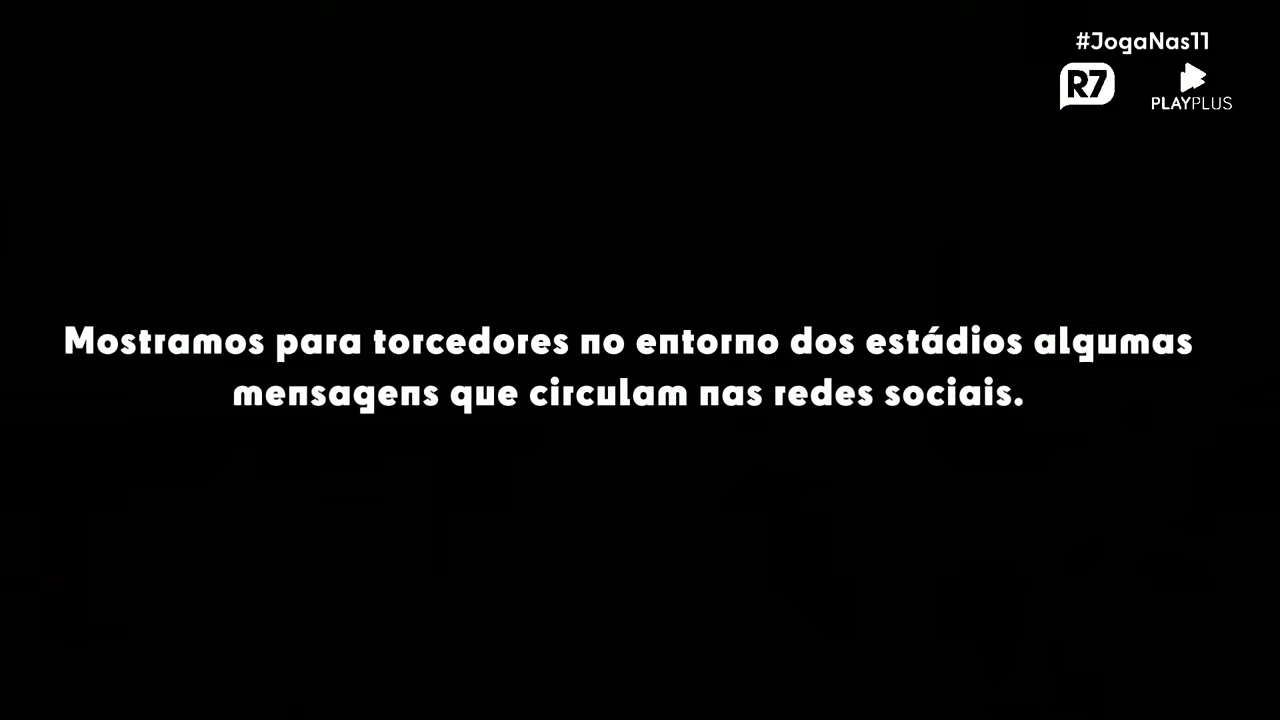 #JogaNas11
R7
PLAYPLUS
Mostramos para torcedores no entorno dos estádios algumas
mensagens que circulam nas redes sociais.